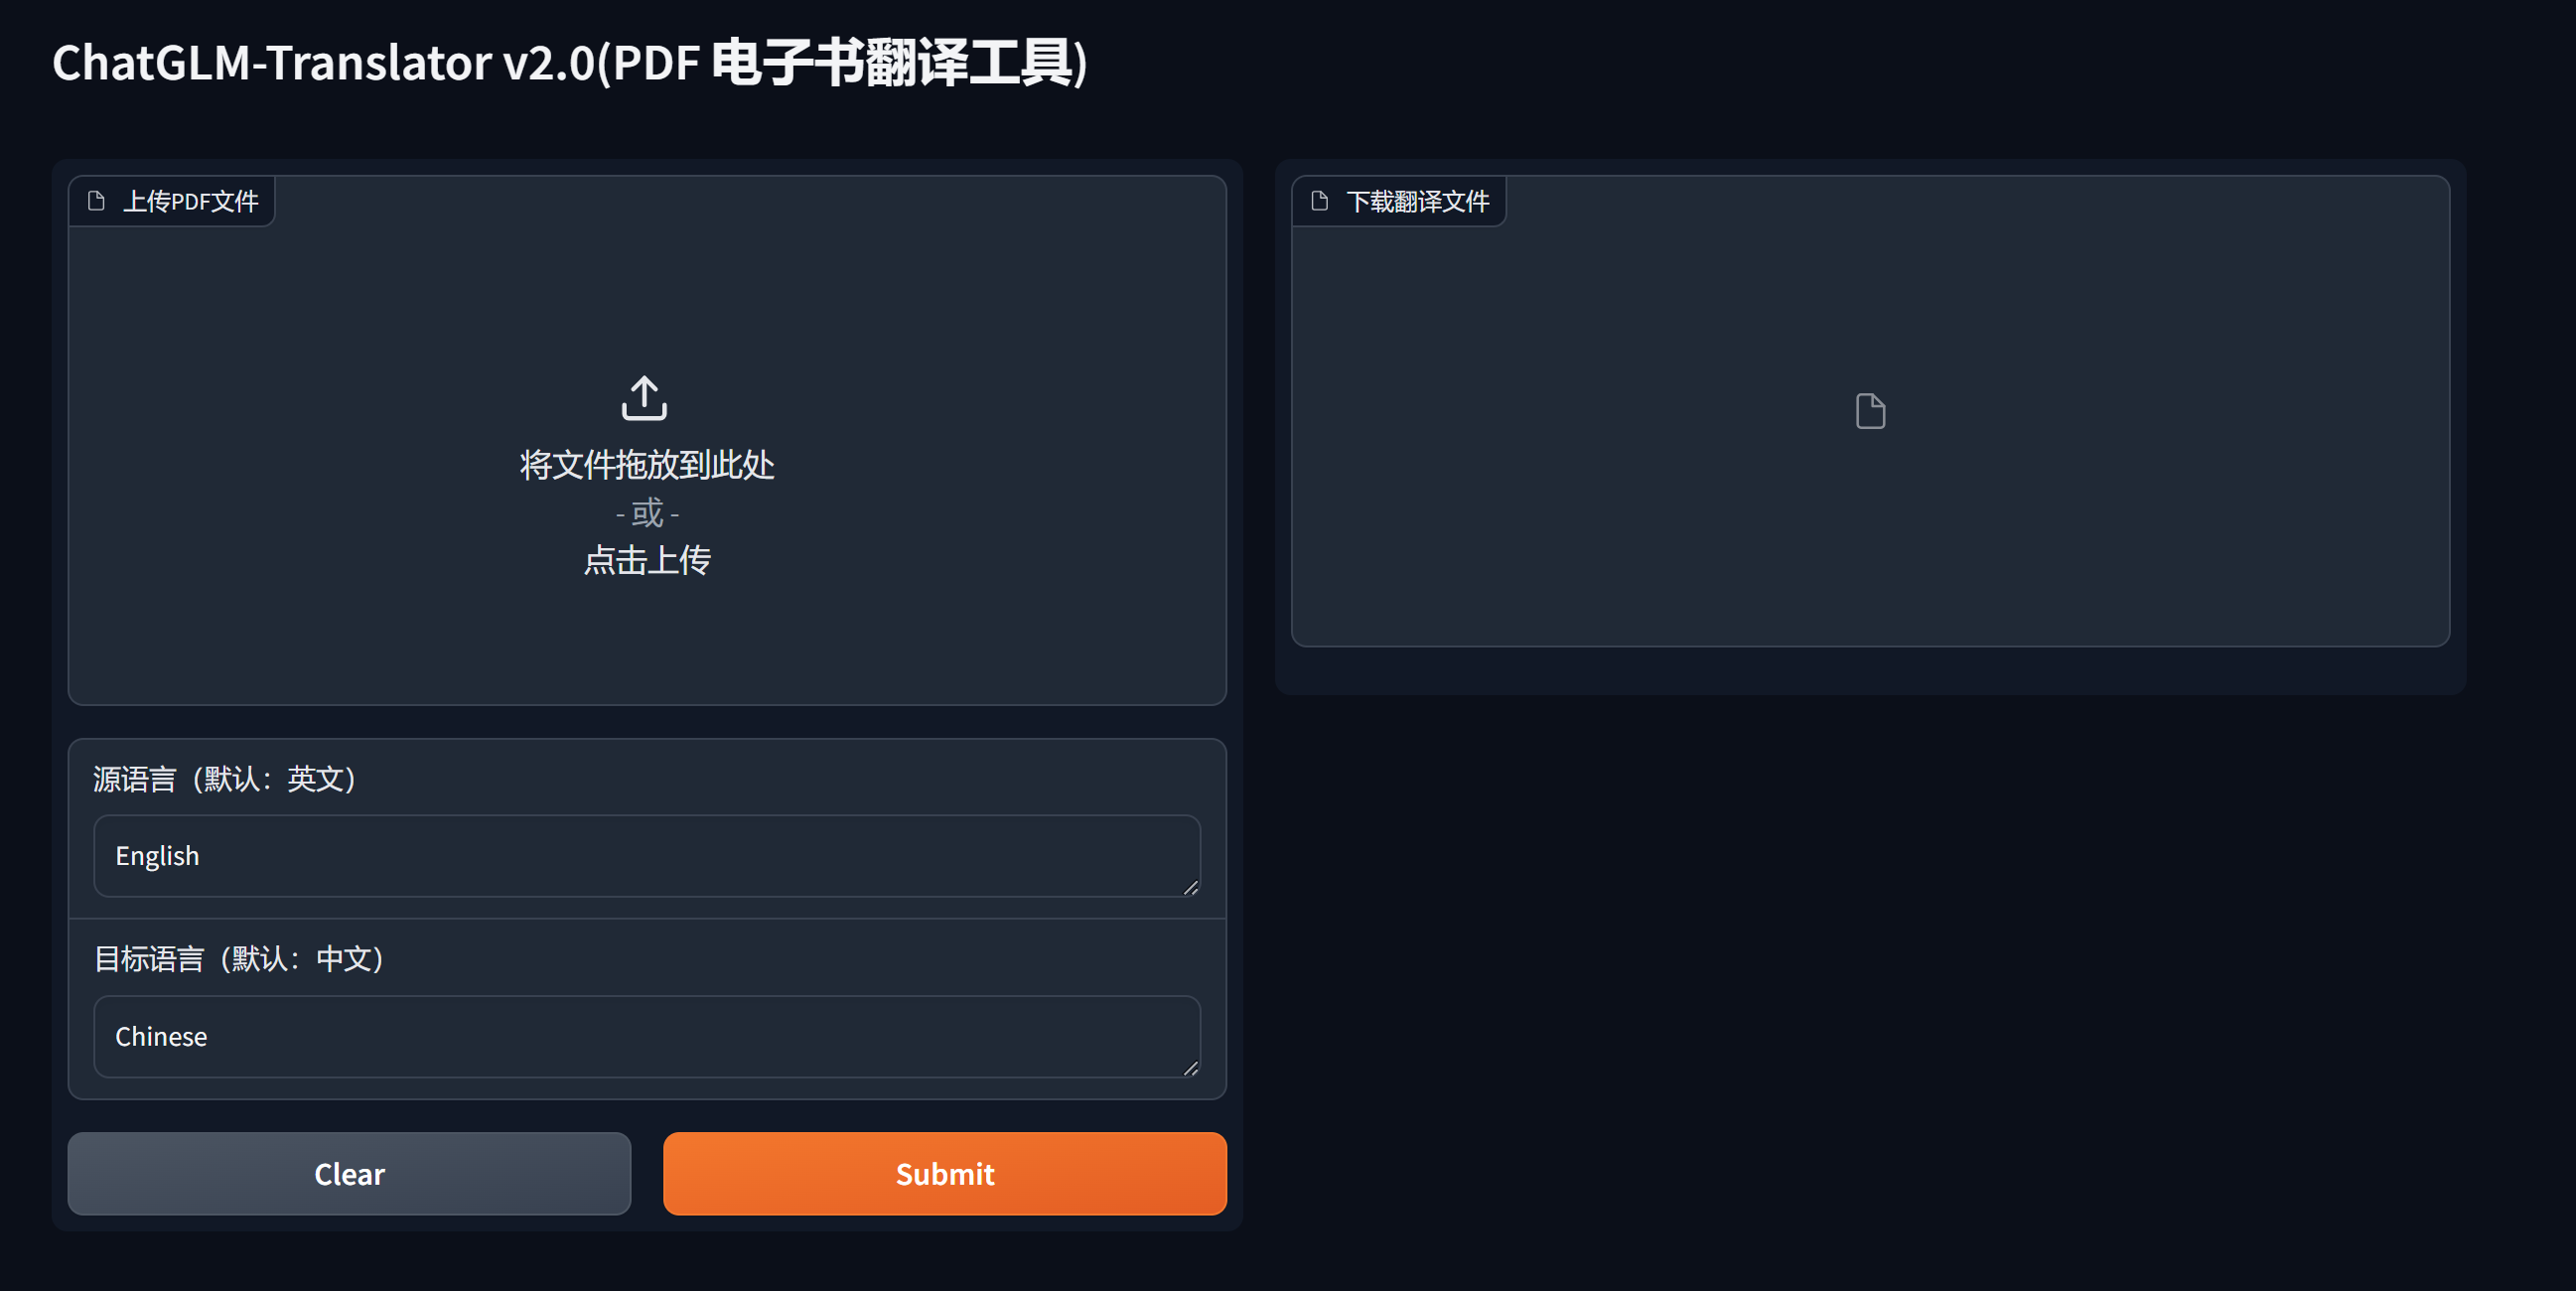 ChatGLM-Translator v2.0(PDF 电子书翻译工具)
上传PDF文件
将文件拖放到此处
- 或 -
点击上传
源语言（默认：英文）
English
目标语言（默认：中文）
Chinese
Clear
Submit
下载翻译文件